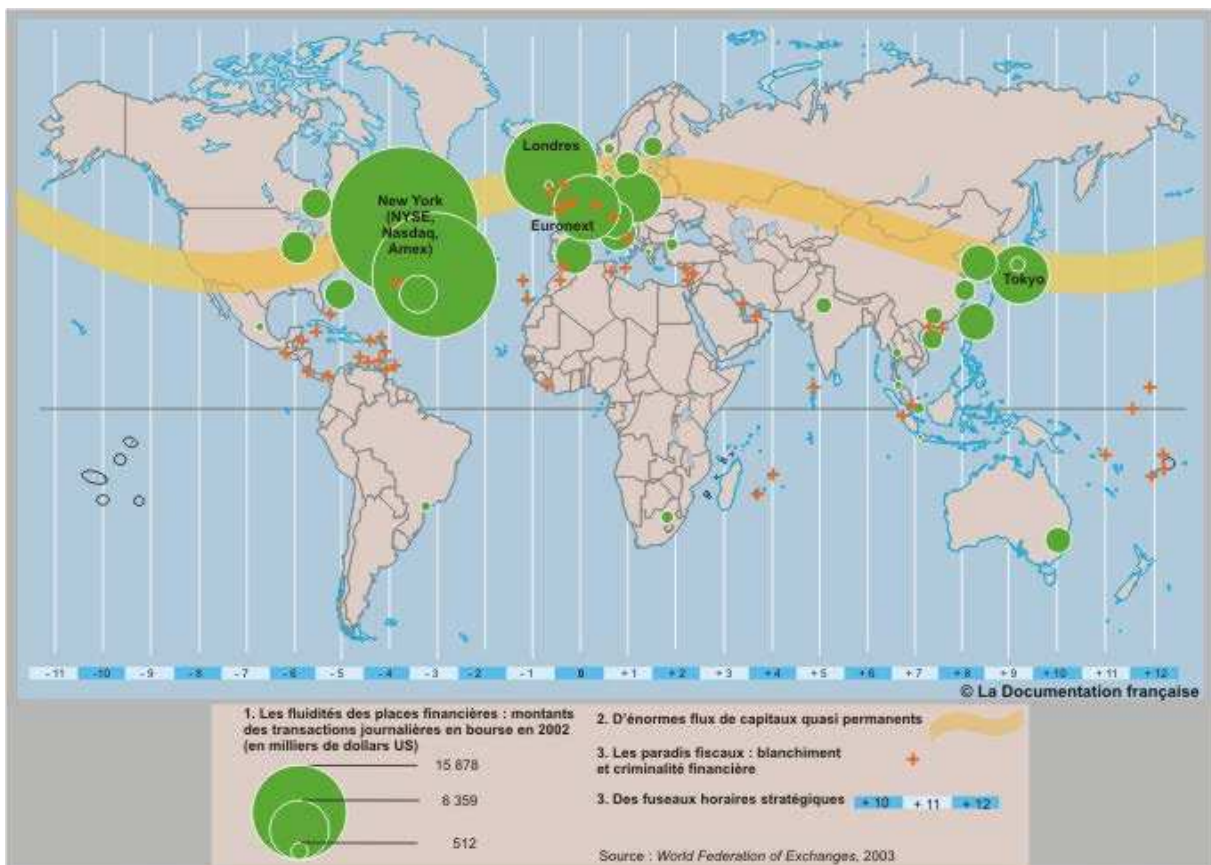 Londres
New York
(NYSE,
Nasdaq,
Amex)
Euronext
Tokyo
- 11 -10 - 9 - 8 - 7 - 6 - 5 - 4 - 3 - 2 - 1 0 + 1 + 2 + 3 + 4 + 5 + 6 + 7 + 8 + 9 + 10 + 11 + 12
© La Documentation française
1. Les fluidités des places financières : montants
des transactions journalières en bourse en 2002
(en milliers de dollars US)
15 878
6 359
512
2. D'énormes flux de capitaux quasi permanents
3. Les paradis fiscaux : blanchiment
et criminalité financière
3. Des fuseaux horaires stratégiques
+ 10 + 11 + 12
Source : World Federation of Exchanges, 2003